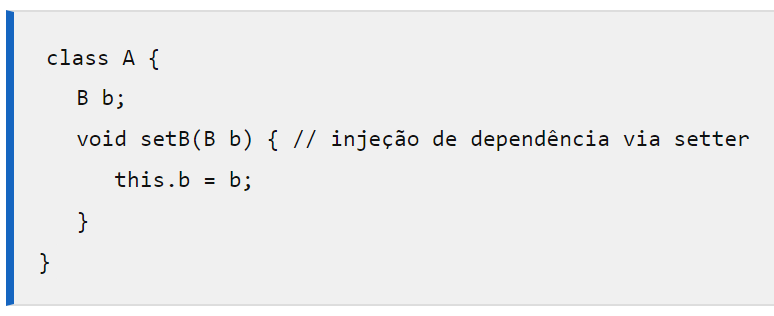 class A {
B b;
void setB(B b) { // injeção de dependência via setter
this.b = b;
}
}